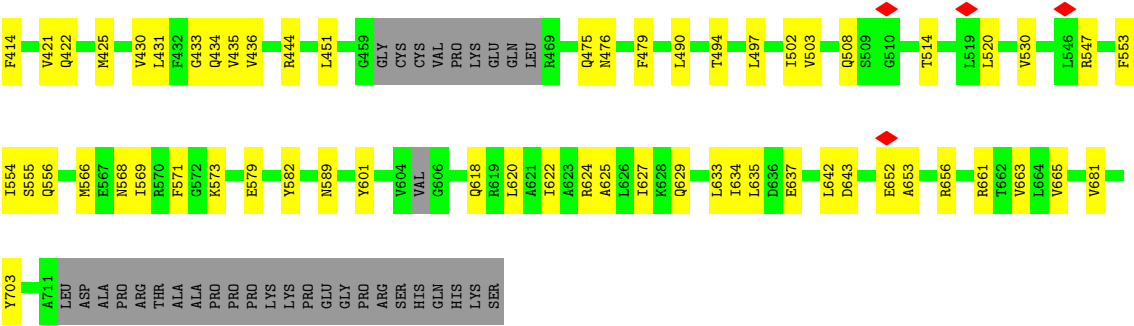 F414 V421 Q422 M425 V430 L431 F432 G433 Q434 V435 V436 R444 L451 G459 GLY CYS CYS VAL PRO LYS GLU GLN LEU R469 Q475 N476 F479 L490 T494 L497 I502 V503 Q508 S509 G510 T514 L519 L520 V530 L546 R547 F553
I554 S555 Q556 M566 E567 N568 I569 R570 F571 G572 K573 E579 Y582 N589 Y601 V604 VAL G606 Q618 R619 L620 A621 I622 A623 R624 A625 L626 I627 K628 Q629 L633 I634 L635 D636 E637 L642 D643 E652 A653 R656 R661 T662 V663 L664 V665 V681
Y703 A711 LEU ASP ALA PRO ARG THR ALA ALA PRO PRO PRO LYS LYS PRO GLU GLY PRO ARG SER HIS GLN HIS LYS SER